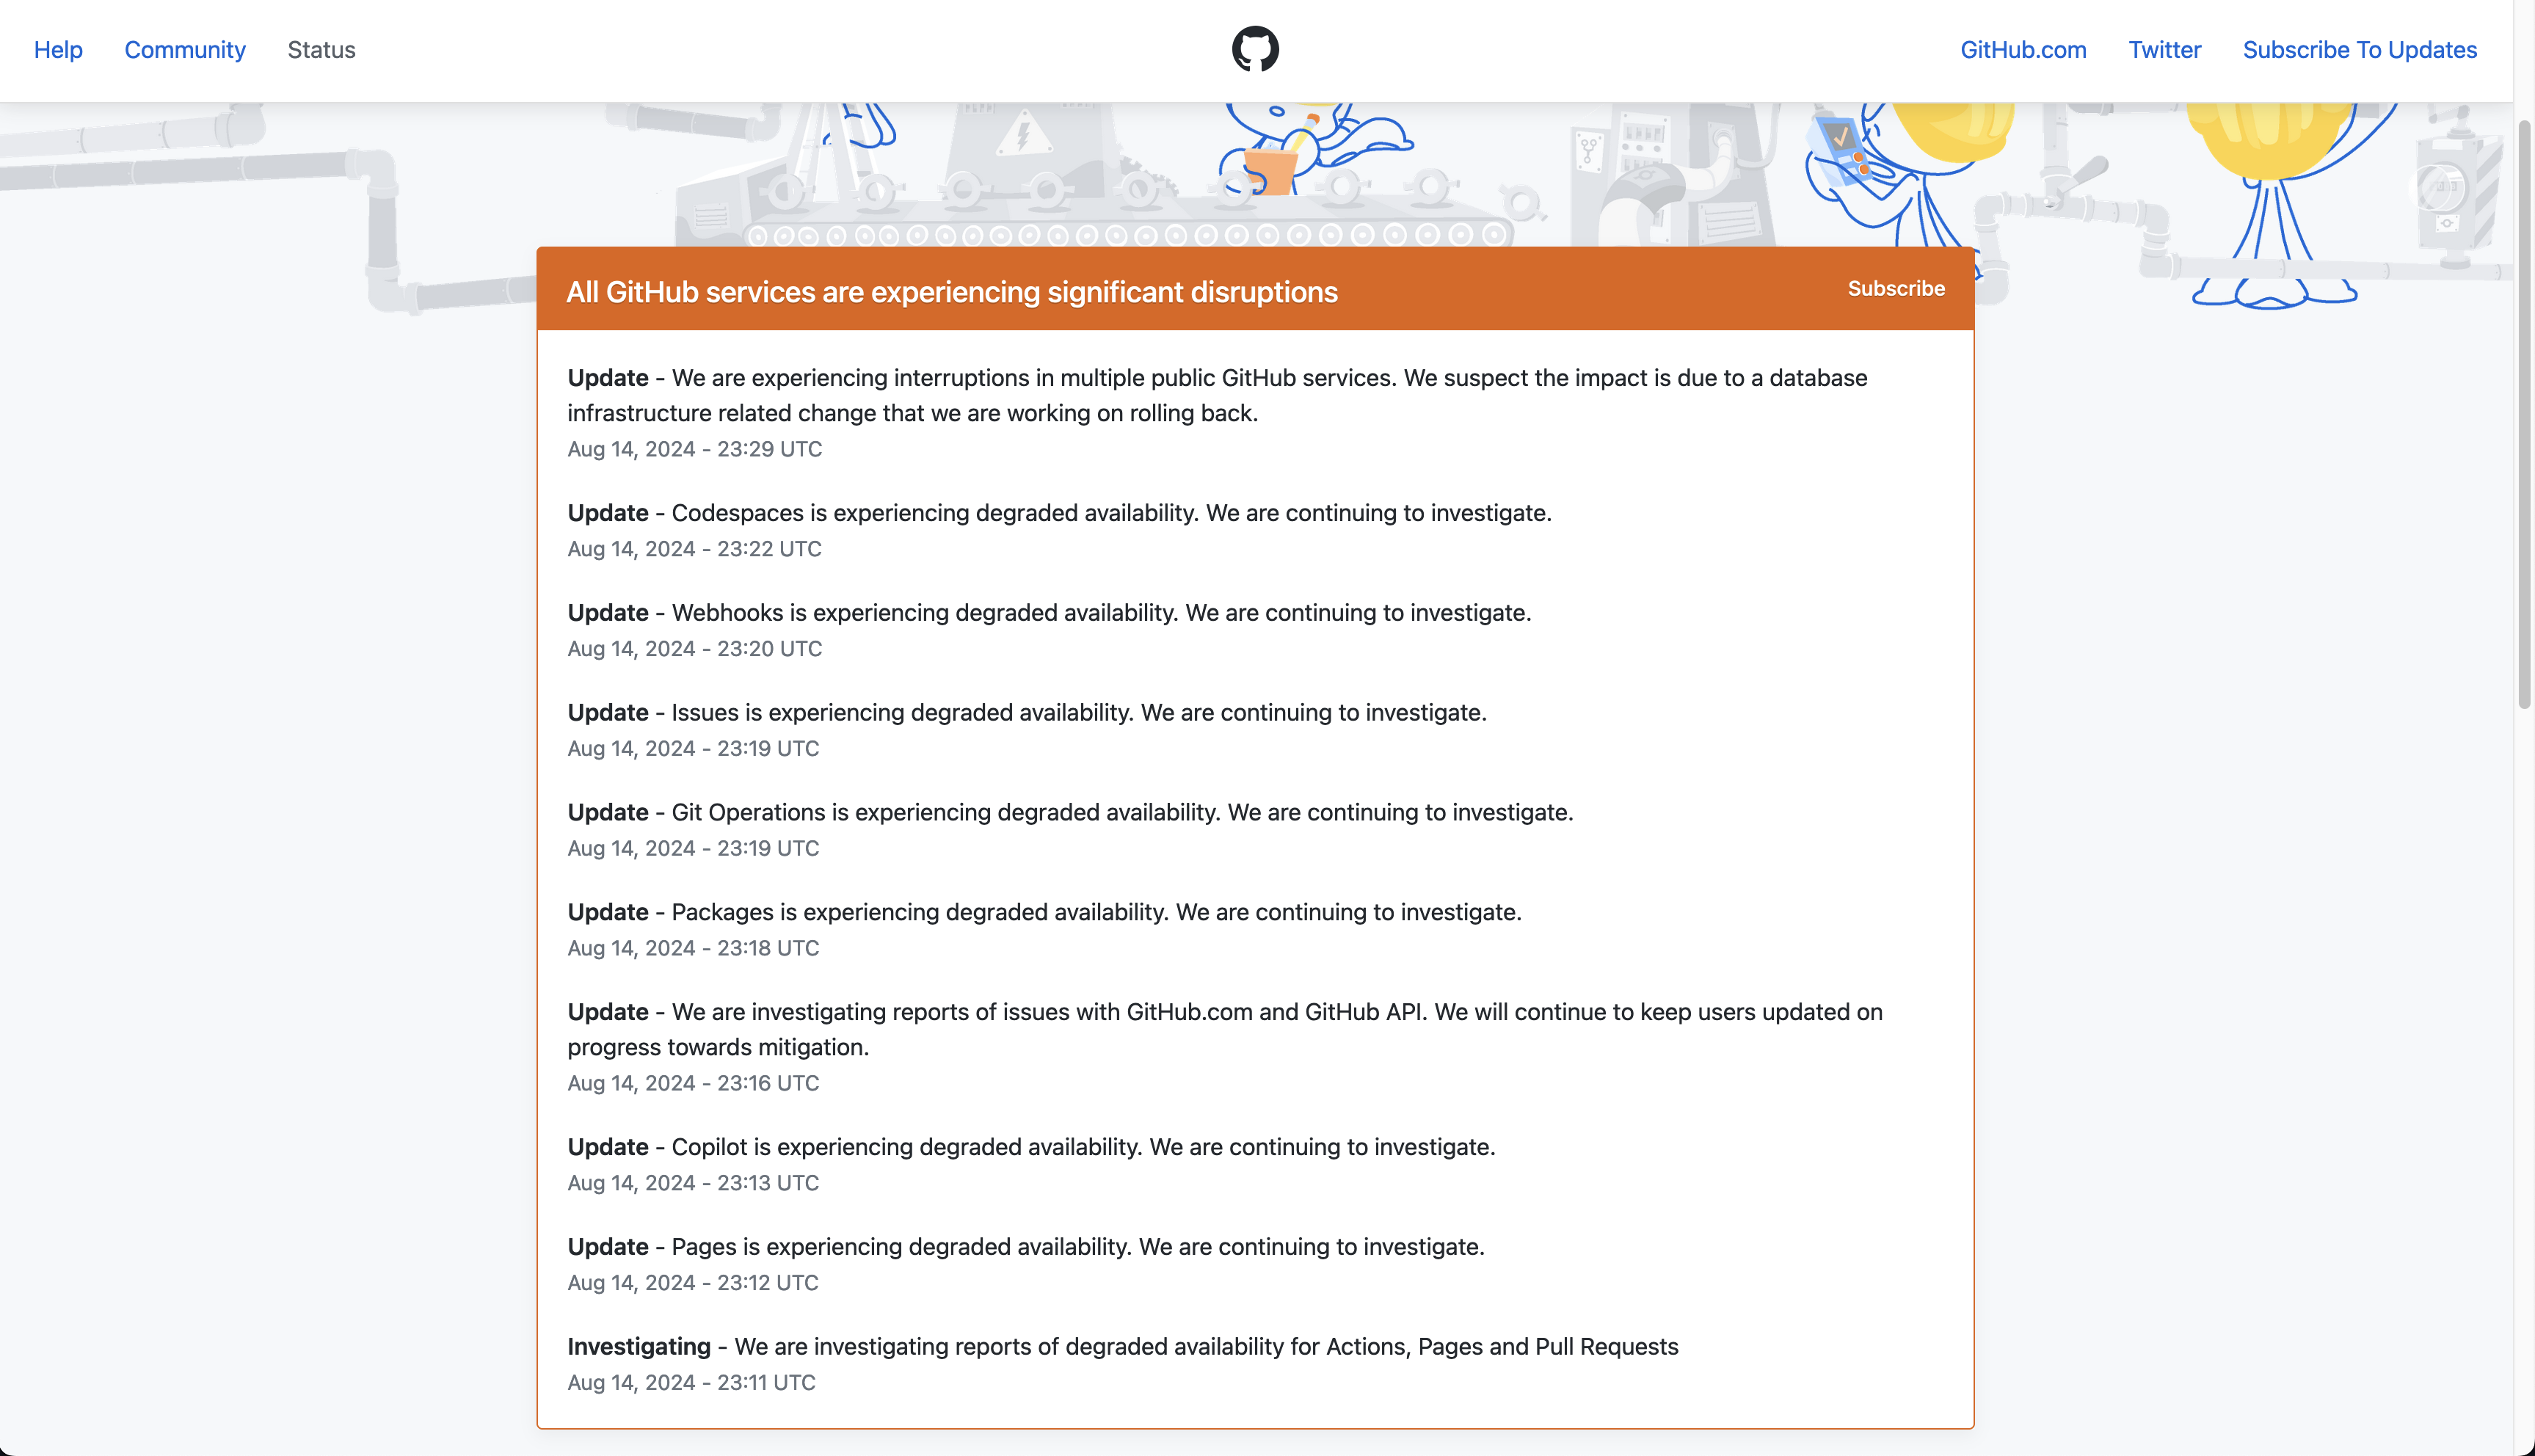 Help Community Status GitHub.com Twitter Subscribe To Updates
All GitHub services are experiencing significant disruptions Subscribe
Update - We are experiencing interruptions in multiple public GitHub services. We suspect the impact is due to a database
infrastructure related change that we are working on rolling back.
Aug 14, 2024 - 23:29 UTC
Update - Codespaces is experiencing degraded availability. We are continuing to investigate.
Aug 14, 2024 - 23:22 UTC
Update - Webhooks is experiencing degraded availability. We are continuing to investigate.
Aug 14, 2024 - 23:20 UTC
Update - Issues is experiencing degraded availability. We are continuing to investigate.
Aug 14, 2024 - 23:19 UTC
Update - Git Operations is experiencing degraded availability. We are continuing to investigate.
Aug 14, 2024 - 23:19 UTC
Update - Packages is experiencing degraded availability. We are continuing to investigate.
Aug 14, 2024 - 23:18 UTC
Update - We are investigating reports of issues with GitHub.com and GitHub API. We will continue to keep users updated on
progress towards mitigation.
Aug 14, 2024 - 23:16 UTC
Update - Copilot is experiencing degraded availability. We are continuing to investigate.
Aug 14, 2024 - 23:13 UTC
Update - Pages is experiencing degraded availability. We are continuing to investigate.
Aug 14, 2024 - 23:12 UTC
Investigating - We are investigating reports of degraded availability for Actions, Pages and Pull Requests
Aug 14, 2024 - 23:11 UTC